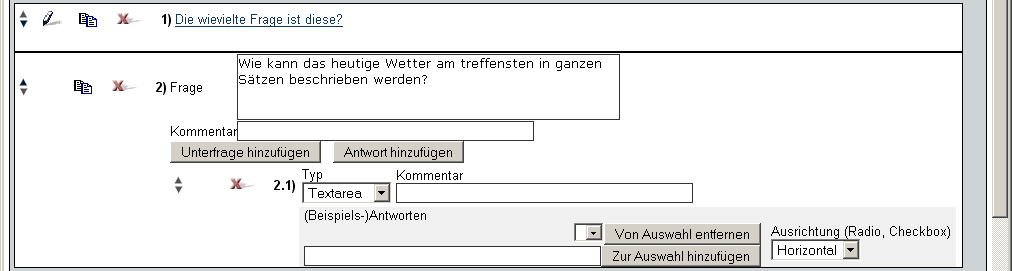 1) Die wievielte Frage ist diese?
2) Frage
Wie kann das heutige Wetter am treffensten in ganzen
Sätzen beschrieben werden?
Kommentar
Unterfrage hinzufügen Antwort hinzufügen
2.1)
Typ Kommentar
Textarea
(Beispiels-)Antworten
Von Auswahl entfernen
Zur Auswahl hinzufügen
Ausrichtung (Radio, Checkbox)
Horizontal